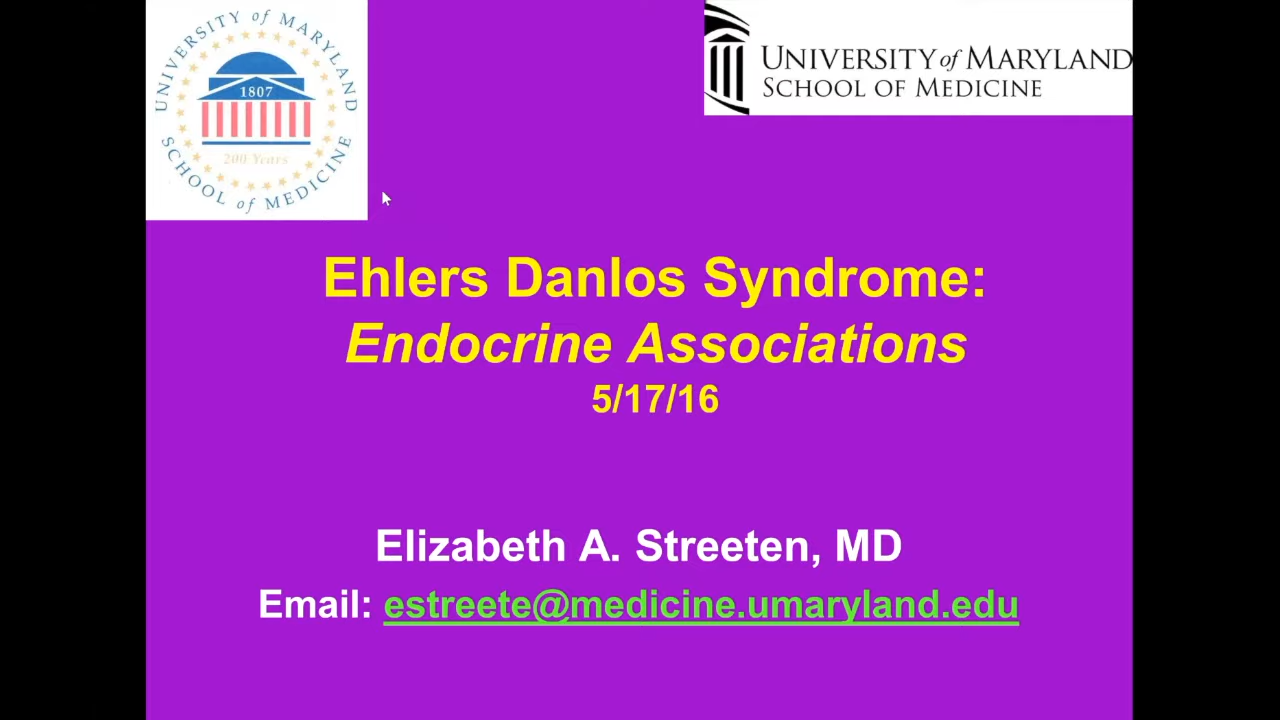 UNIVERSITY of MARYLAND
1807
200 Years
SCHOOL of MEDICINE
UNIVERSITY of MARYLAND
SCHOOL OF MEDICINE
Ehlers Danlos Syndrome:
Endocrine Associations
5/17/16
Elizabeth A. Streeten, MD
Email: estreete@medicine.umaryland.edu